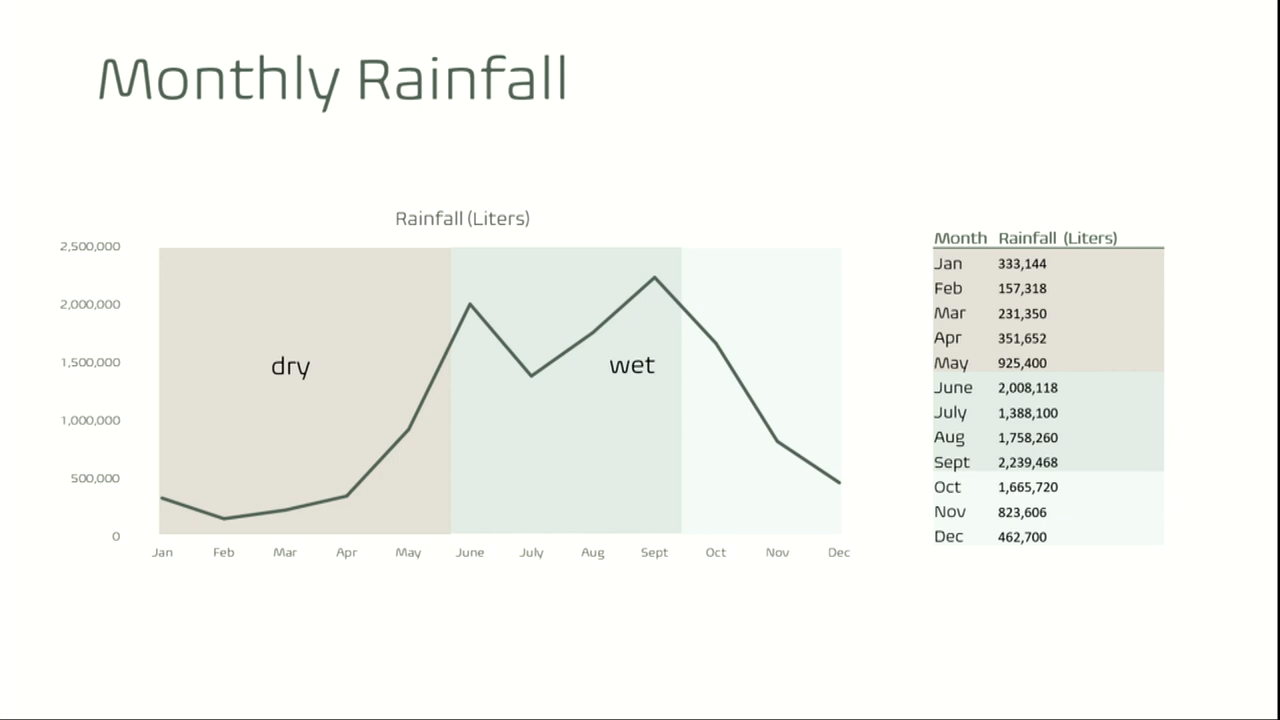 Monthly Rainfall
Rainfall (Liters)
2,500,000
2,000,000
1,500,000
1,000,000
500,000
0
dry
wet
Jan Feb Mar Apr May June July Aug Sept Oct Nov Dec
Month Rainfall (Liters)
Jan 333,144
Feb 157,318
Mar 231,350
Apr 351,652
May 925,400
June 2,008,118
July 1,388,100
Aug 1,758,260
Sept 2,239,468
Oct 1,665,720
Nov 823,606
Dec 462,700